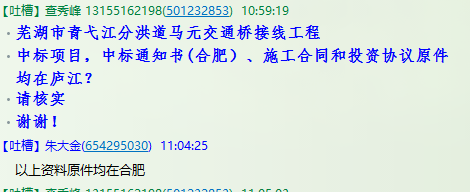 【吐槽】查秀峰 13155162198(501232853)  10:59:19
• 芜湖市青弋江分洪道马元交通桥接线工程
• 中标项目，中标通知书(合肥）、施工合同和投资协议原件
均在庐江？
• 请核实
• 谢谢！
【吐槽】朱大金(654295030)  11:04:25
以上资料原件均在合肥